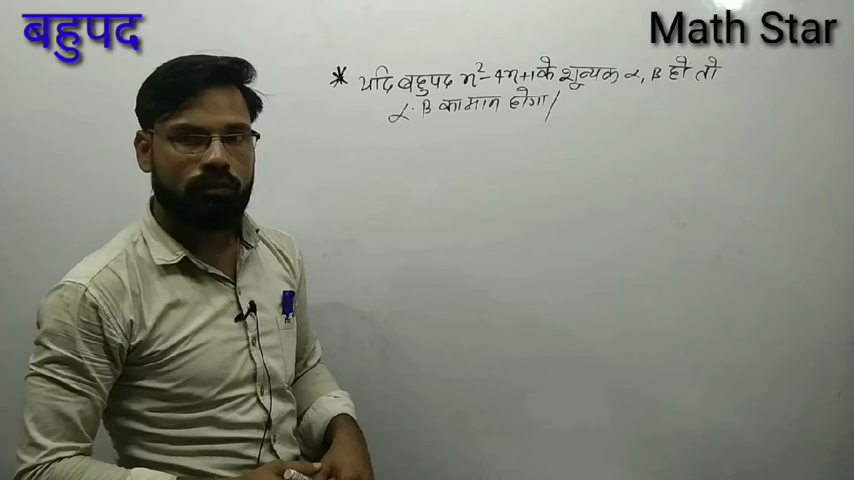 बहुपद
Math Star
* यदि बहुपद x²-4x+1 के शून्यक α, β हो तो
α·β का मान होगा/